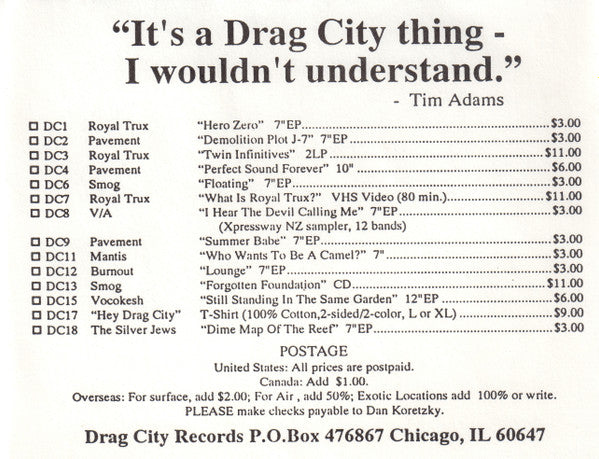 “It's a Drag City thing -
I wouldn't understand.”
- Tim Adams
DC1 Royal Trux “Hero Zero” 7"EP $3.00
DC2 Pavement “Demolition Plot J-7” 7"EP $3.00
DC3 Royal Trux “Twin Infinitives” 2LP $11.00
DC4 Pavement “Perfect Sound Forever” 10" $6.00
DC6 Smog “Floating” 7"EP $3.00
DC7 Royal Trux “What Is Royal Trux?” VHS Video (80 min.) $11.00
DC8 V/A “I Hear The Devil Calling Me” 7" $3.00
(Xpressway NZ sampler, 12 bands)
DC9 Pavement “Summer Babe” 7"EP $3.00
DC11 Mantis “Who Wants To Be A Camel?” 7" $3.00
DC12 Burnout “Lounge” 7"EP $3.00
DC13 Smog “Forgotten Foundation” CD $11.00
DC15 Vocokesh “Still Standing In The Same Garden” 12"EP $6.00
DC17 “Hey Drag City” T-Shirt (100% Cotton,2-sided/2-color, L or XL) $9.00
DC18 The Silver Jews “Dime Map Of The Reef” 7"EP $3.00
POSTAGE
United States: All prices are postpaid.
Canada: Add $1.00.
Overseas: For surface, add $2.00; For Air , add 50%; Exotic Locations add 100% or write.
PLEASE make checks payable to Dan Koretzky.
Drag City Records P.O.Box 476867 Chicago, IL 60647